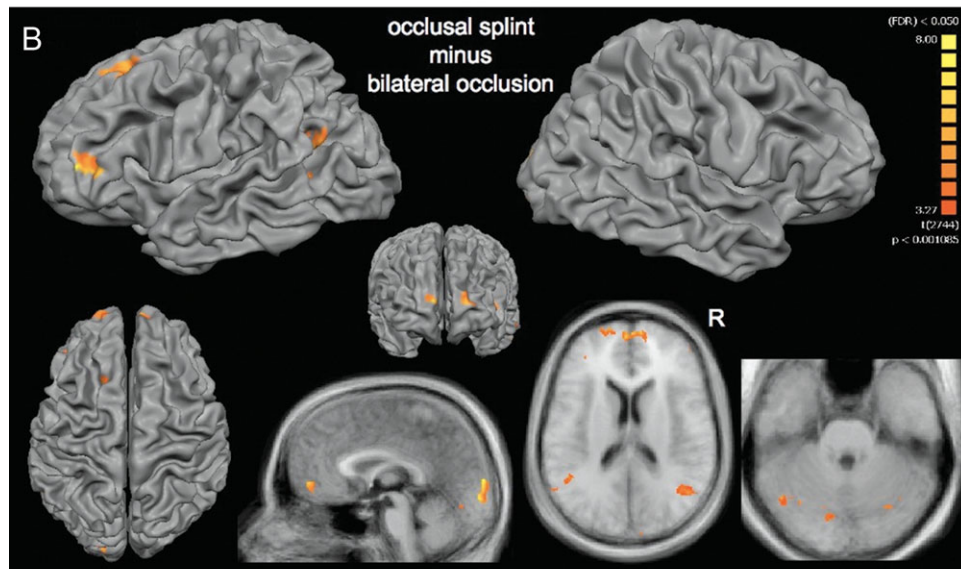 B
occlusal splint
minus
bilateral occlusion
(FDR) < 0.050
8.00
3.27
t(2744)
p < 0.001085
R